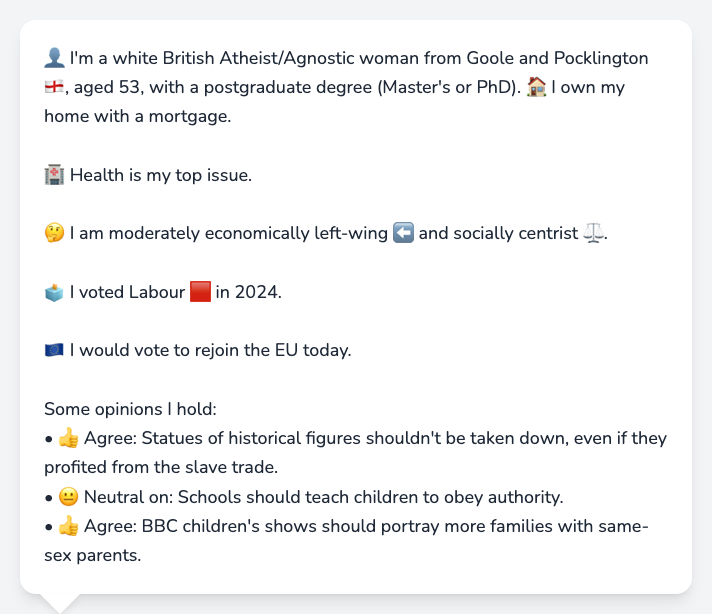 👤 I'm a white British Atheist/Agnostic woman from Goole and Pocklington
🏴󠁧󠁢󠁥󠁮󠁧󠁿, aged 53, with a postgraduate degree (Master's or PhD). 🏠 I own my
home with a mortgage.
🏥 Health is my top issue.
🤔 I am moderately economically left-wing ⬅️ and socially centrist ⚖️.
🗳️ I voted Labour 🟥 in 2024.
🇪🇺 I would vote to rejoin the EU today.
Some opinions I hold:
• 👍 Agree: Statues of historical figures shouldn't be taken down, even if they
profited from the slave trade.
• 😐 Neutral on: Schools should teach children to obey authority.
• 👍 Agree: BBC children's shows should portray more families with same-
sex parents.